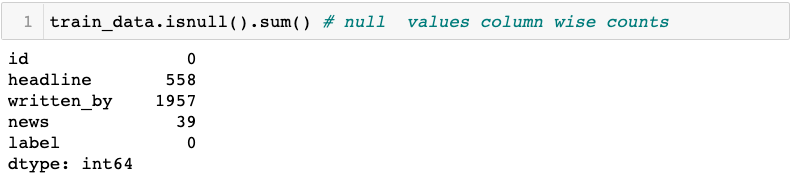 1 train_data.isnull().sum() # null  values column wise counts
id 0
headline 558
written_by 1957
news 39
label 0
dtype: int64